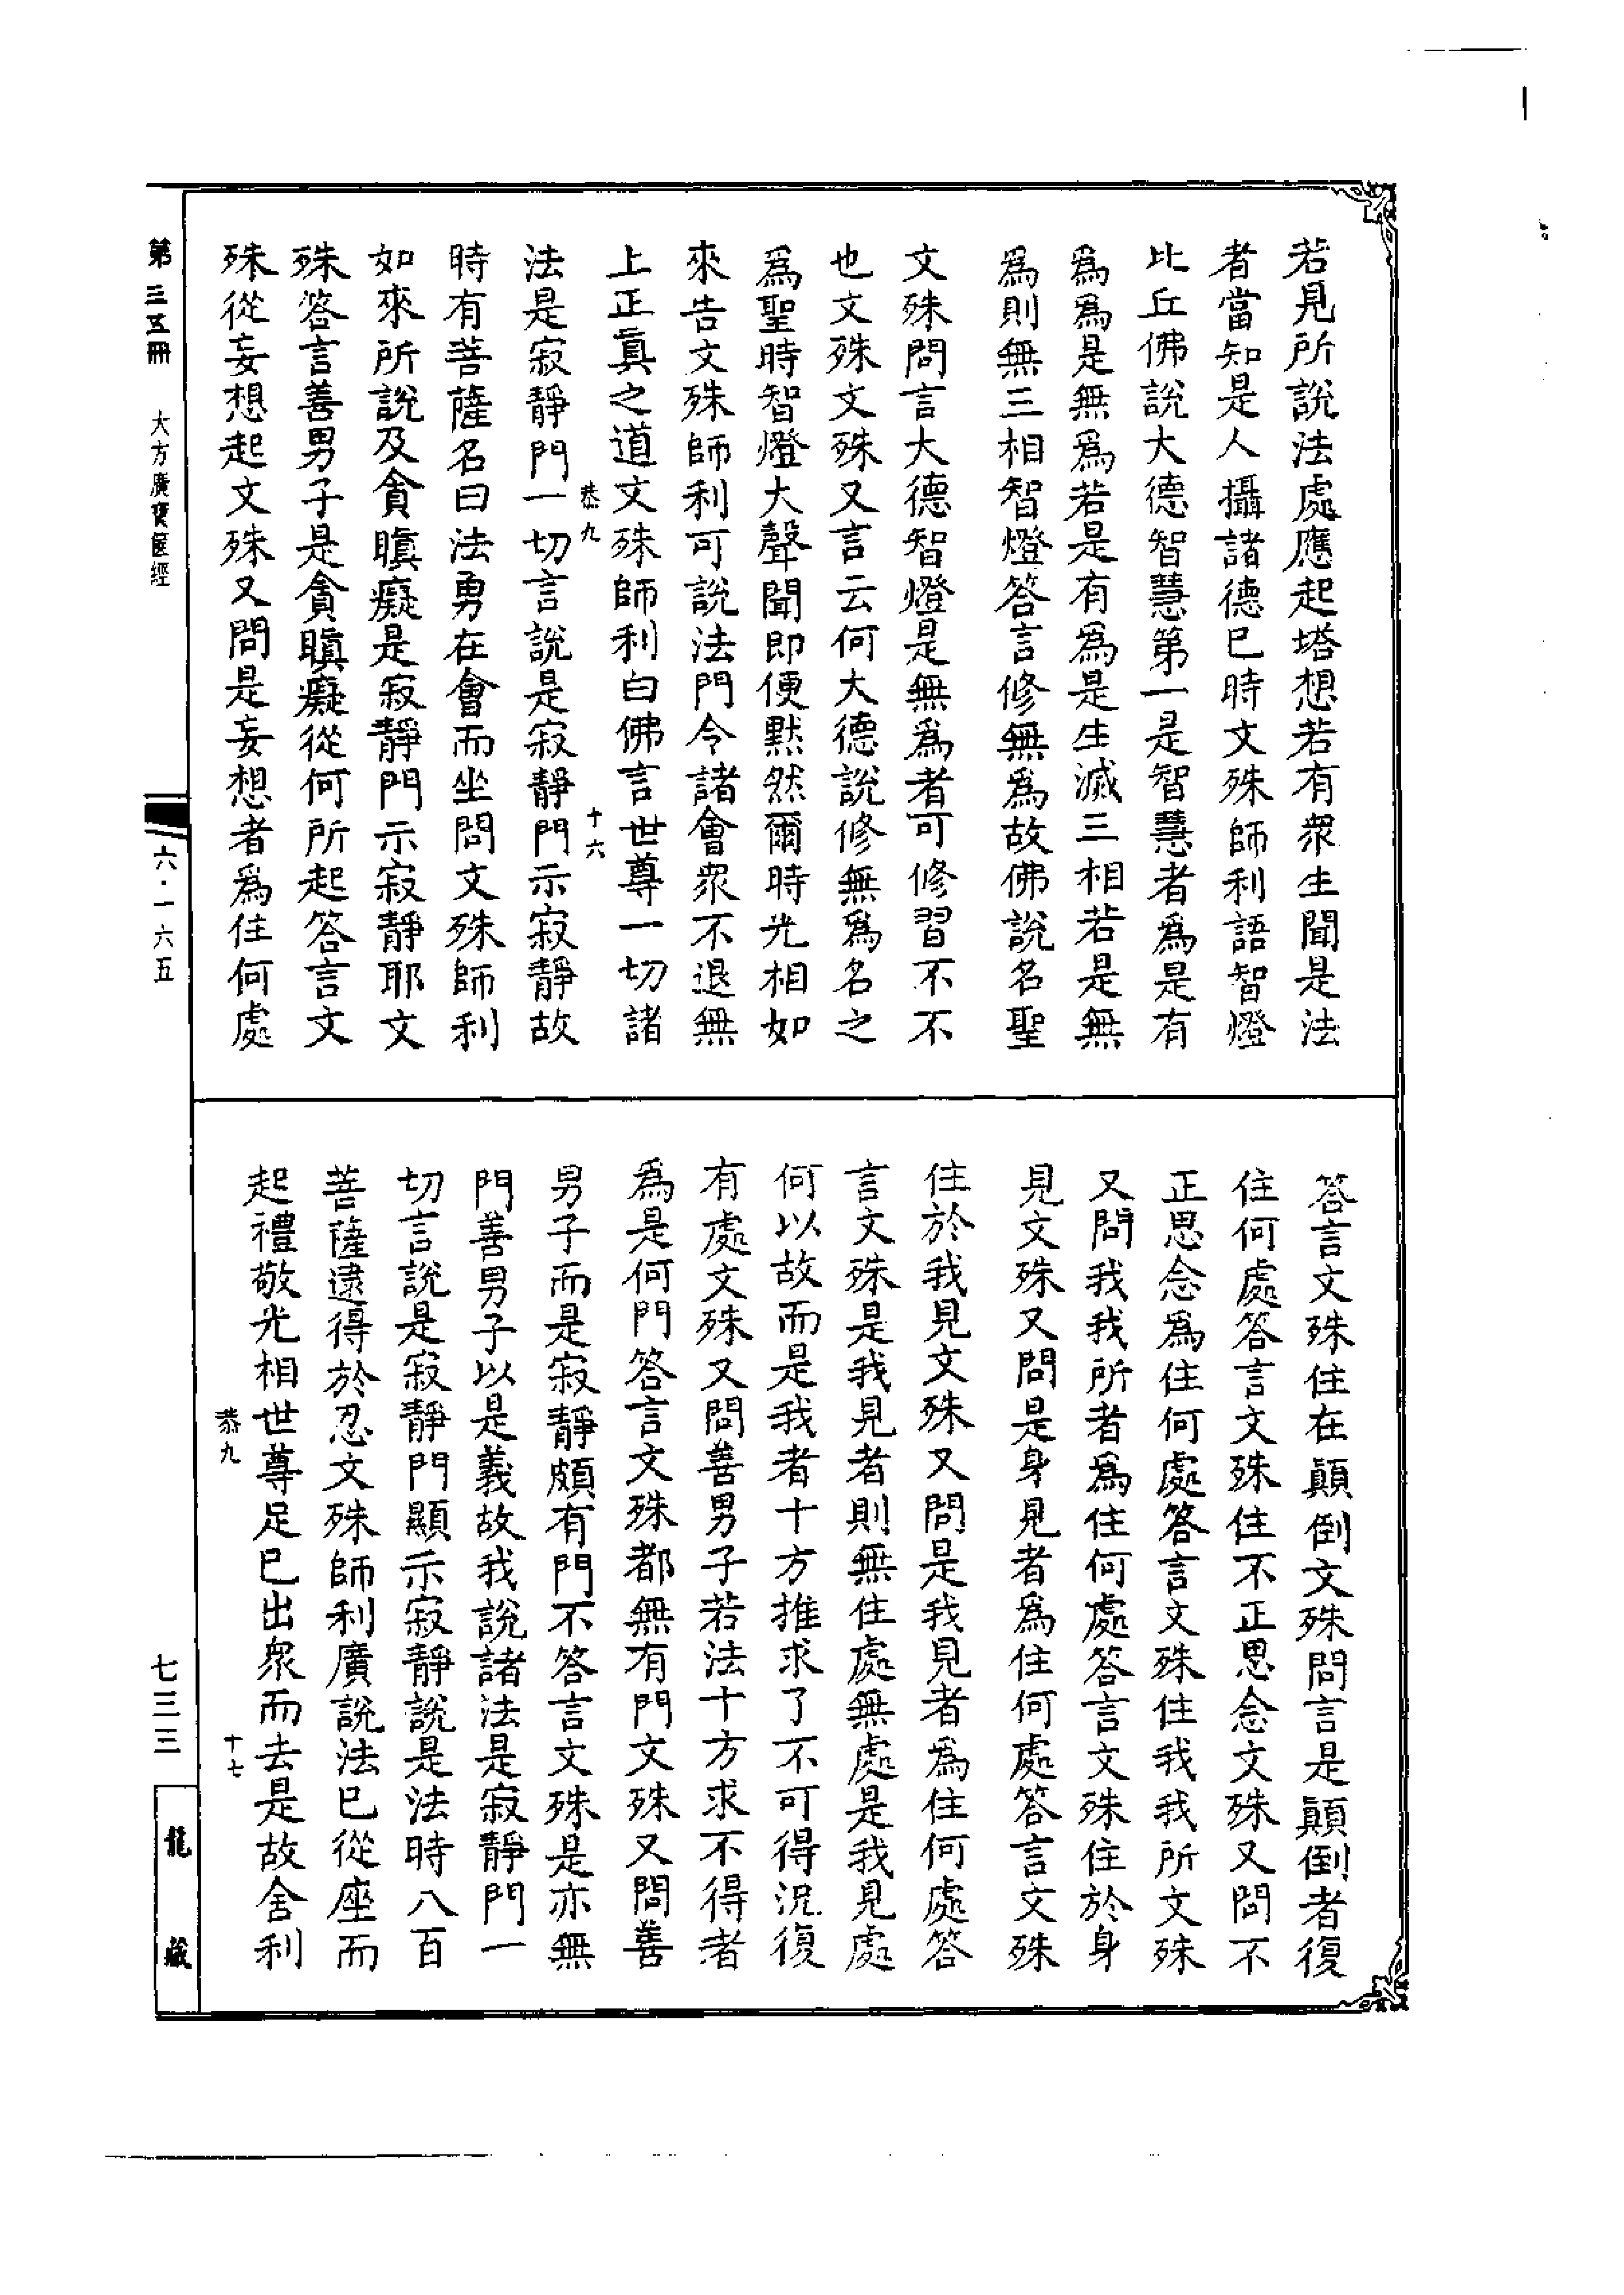 若見所說法處應起塔想若有衆生聞是法
者當知是人攝諸德已時文殊師利語智燈
比丘佛說大德智慧第一是智慧者為是有
為為是無為若是有為是生滅三相若是無
為則無三相智燈答言修無為故佛說名聖
文殊問言大德智燈是無為者可修習不不
也文殊文殊又言云何大德說修無為名之
為聖時智燈大聲聞即便默然爾時光相如
來告文殊師利可說法門令諸會衆不退無
上正真之道文殊師利白佛言世尊一切諸
恭九
十六
法是寂靜門一切言說是寂靜門示寂靜故
時有菩薩名曰法勇在會而坐問文殊師利
如來所說及貪瞋癡是寂靜門示寂靜耶文
殊答言善男子是貪瞋癡從何所起答言文
殊從妄想起文殊又問是妄想者為住何處
答言文殊住在顛倒文殊問言是顛倒者復
住何處答言文殊住不正思念文殊又問不
正思念為住何處答言文殊住我我所文殊
又問我我所者為住何處答言文殊住於身
見文殊又問是身見者為住何處答言文殊
住於我見文殊又問是我見者為住何處答
言文殊是我見者則無住處無處是我見處
何以故而是我者十方推求了不可得況復
有處文殊又問善男子若法十方求不得者
為是何門答言文殊都無有門文殊又問善
男子而是寂靜頗有門不答言文殊是亦無
門善男子以是義故我說諸法是寂靜門一
切言說是寂靜門顯示寂靜說是法時八百
菩薩逮得於忍文殊師利廣說法已從座而
起禮敬光相世尊足已出衆而去是故舍利
恭九
十七
第三五冊
大方廣寶篋經
六·一六五
七三三
龍藏